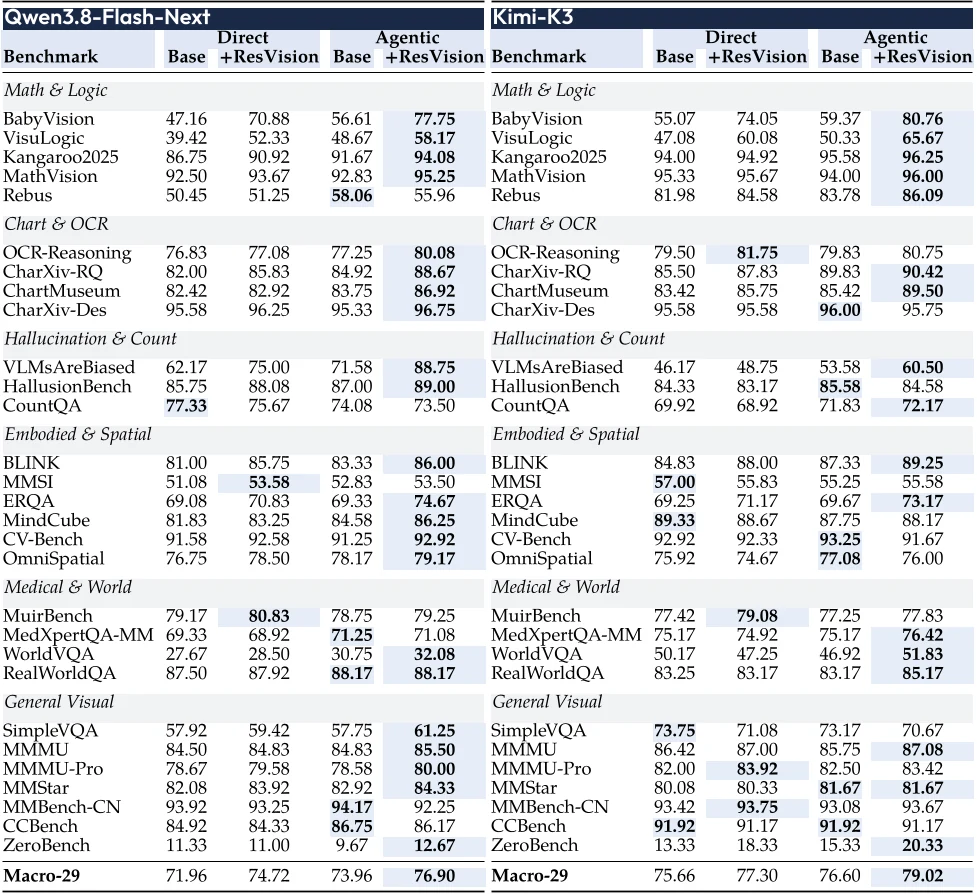 Qwen3.8-Flash-Next
Direct Agentic
Benchmark Base +ResVision Base +ResVision
Math & Logic
BabyVision 47.16 70.88 56.61 77.75
VisuLogic 39.42 52.33 48.67 58.17
Kangaroo2025 86.75 90.92 91.67 94.08
MathVision 92.50 93.67 92.83 95.25
Rebus 50.45 51.25 58.06 55.96
Chart & OCR
OCR-Reasoning 76.83 77.08 77.25 80.08
CharXiv-RQ 82.00 85.83 84.92 88.67
ChartMuseum 82.42 82.92 83.75 86.92
CharXiv-Des 95.58 96.25 95.33 96.75
Hallucination & Count
VLMsAreBiased 62.17 75.00 71.58 88.75
HallusionBench 85.75 88.08 87.00 89.00
CountQA 77.33 75.67 74.08 73.50
Embodied & Spatial
BLINK 81.00 85.75 83.33 86.00
MMSI 51.08 53.58 52.83 53.50
ERQA 69.08 70.83 69.33 74.67
MindCube 81.83 83.25 84.58 86.25
CV-Bench 91.58 92.58 91.25 92.92
OmniSpatial 76.75 78.50 78.17 79.17
Medical & World
MuirBench 79.17 80.83 78.75 79.25
MedXpertQA-MM 69.33 68.92 71.25 71.08
WorldVQA 27.67 28.50 30.75 32.08
RealWorldQA 87.50 87.92 88.17 88.17
General Visual
SimpleVQA 57.92 59.42 57.75 61.25
MMMU 84.50 84.83 84.83 85.50
MMMU-Pro 78.67 79.58 78.58 80.00
MMStar 82.08 83.92 82.92 84.33
MMBench-CN 93.92 93.25 94.17 92.25
CCBench 84.92 84.33 86.75 86.17
ZeroBench 11.33 11.00 9.67 12.67
Macro-29 71.96 74.72 73.96 76.90
Kimi-K3
Direct Agentic
Benchmark Base +ResVision Base +ResVision
Math & Logic
BabyVision 55.07 74.05 59.37 80.76
VisuLogic 47.08 60.08 50.33 65.67
Kangaroo2025 94.00 94.92 95.58 96.25
MathVision 95.33 95.67 94.00 96.00
Rebus 81.98 84.58 83.78 86.09
Chart & OCR
OCR-Reasoning 79.50 81.75 79.83 80.75
CharXiv-RQ 85.50 87.83 89.83 90.42
ChartMuseum 83.42 85.75 85.42 89.50
CharXiv-Des 95.58 95.58 96.00 95.75
Hallucination & Count
VLMsAreBiased 46.17 48.75 53.58 60.50
HallusionBench 84.33 83.17 85.58 84.58
CountQA 69.92 68.92 71.83 72.17
Embodied & Spatial
BLINK 84.83 88.00 87.33 89.25
MMSI 57.00 55.83 55.25 55.58
ERQA 69.25 71.17 69.67 73.17
MindCube 89.33 88.67 87.75 88.17
CV-Bench 92.92 92.33 93.25 91.67
OmniSpatial 75.92 74.67 77.08 76.00
Medical & World
MuirBench 77.42 79.08 77.25 77.83
MedXpertQA-MM 75.17 74.92 75.17 76.42
WorldVQA 50.17 47.25 46.92 51.83
RealWorldQA 83.25 83.17 83.17 85.17
General Visual
SimpleVQA 73.75 71.08 73.17 70.67
MMMU 86.42 87.00 85.75 87.08
MMMU-Pro 82.00 83.92 82.50 83.42
MMStar 80.08 80.33 81.67 81.67
MMBench-CN 93.42 93.75 93.08 93.67
CCBench 91.92 91.17 91.92 91.17
ZeroBench 13.33 18.33 15.33 20.33
Macro-29 75.66 77.30 76.60 79.02